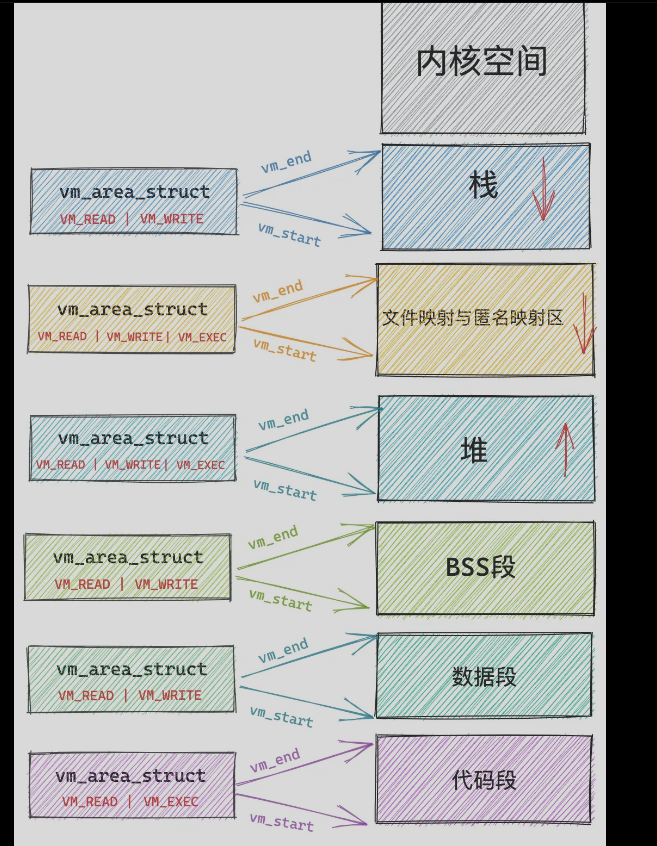 内核空间
vm_end
vm_area_struct
VM_READ | VM_WRITE
栈
vm_start
vm_end
vm_area_struct
VM_READ | VM_WRITE| VM_EXEC
文件映射与匿名映射区
vm_start
vm_end
vm_area_struct
VM_READ | VM_WRITE| VM_EXEC
堆
vm_start
vm_end
vm_area_struct
VM_READ | VM_WRITE
BSS段
vm_start
vm_end
vm_area_struct
VM_READ | VM_WRITE
数据段
vm_start
vm_end
vm_area_struct
VM_READ | VM_EXEC
代码段
vm_start